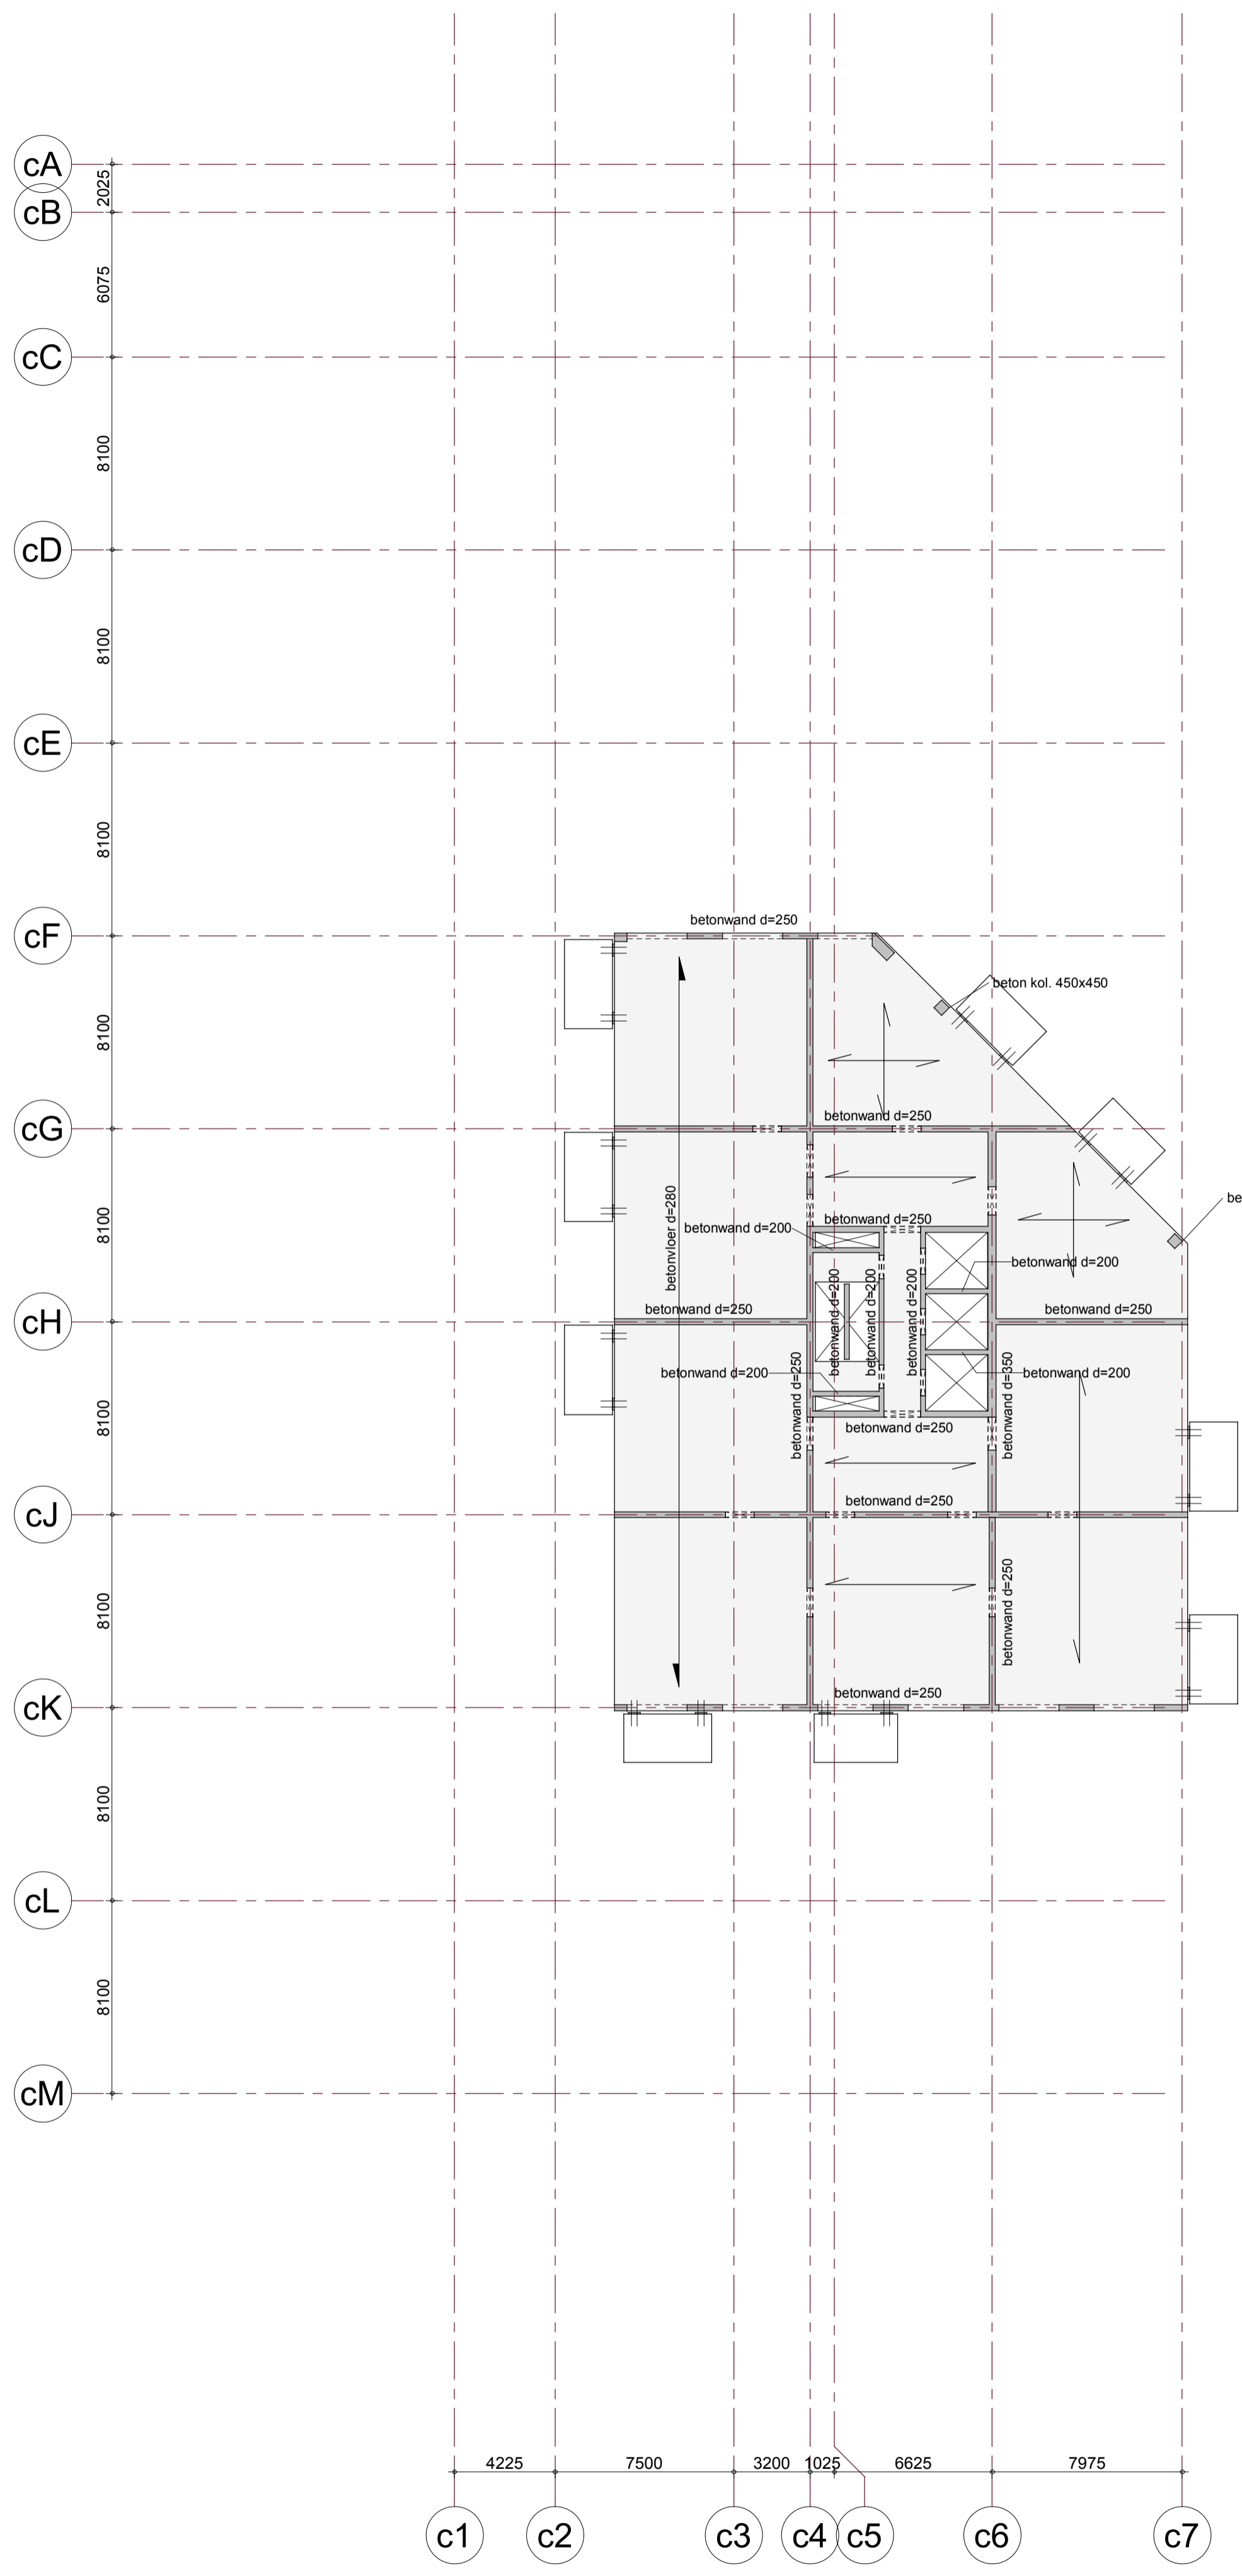 cA
2025
cB
6075
cC
8100
cD
8100
cE
8100
cF
betonwand d=250
beton kol. 450x450
8100
cG
betonwand d=250
be
betonvloer d=280
8100
betonwand d=250
betonwand d=200
betonwand d=200
betonwand d=200
betonwand d=200
betonwand d=200
cH
betonwand d=250
betonwand d=250
betonwand d=200
betonwand d=200
betonwand d=250
betonwand d=350
8100
betonwand d=250
cJ
betonwand d=250
8100
betonwand d=250
cK
betonwand d=250
8100
cL
8100
cM
4225
7500
3200
1025
6625
7975
c1
c2
c3
c4
c5
c6
c7